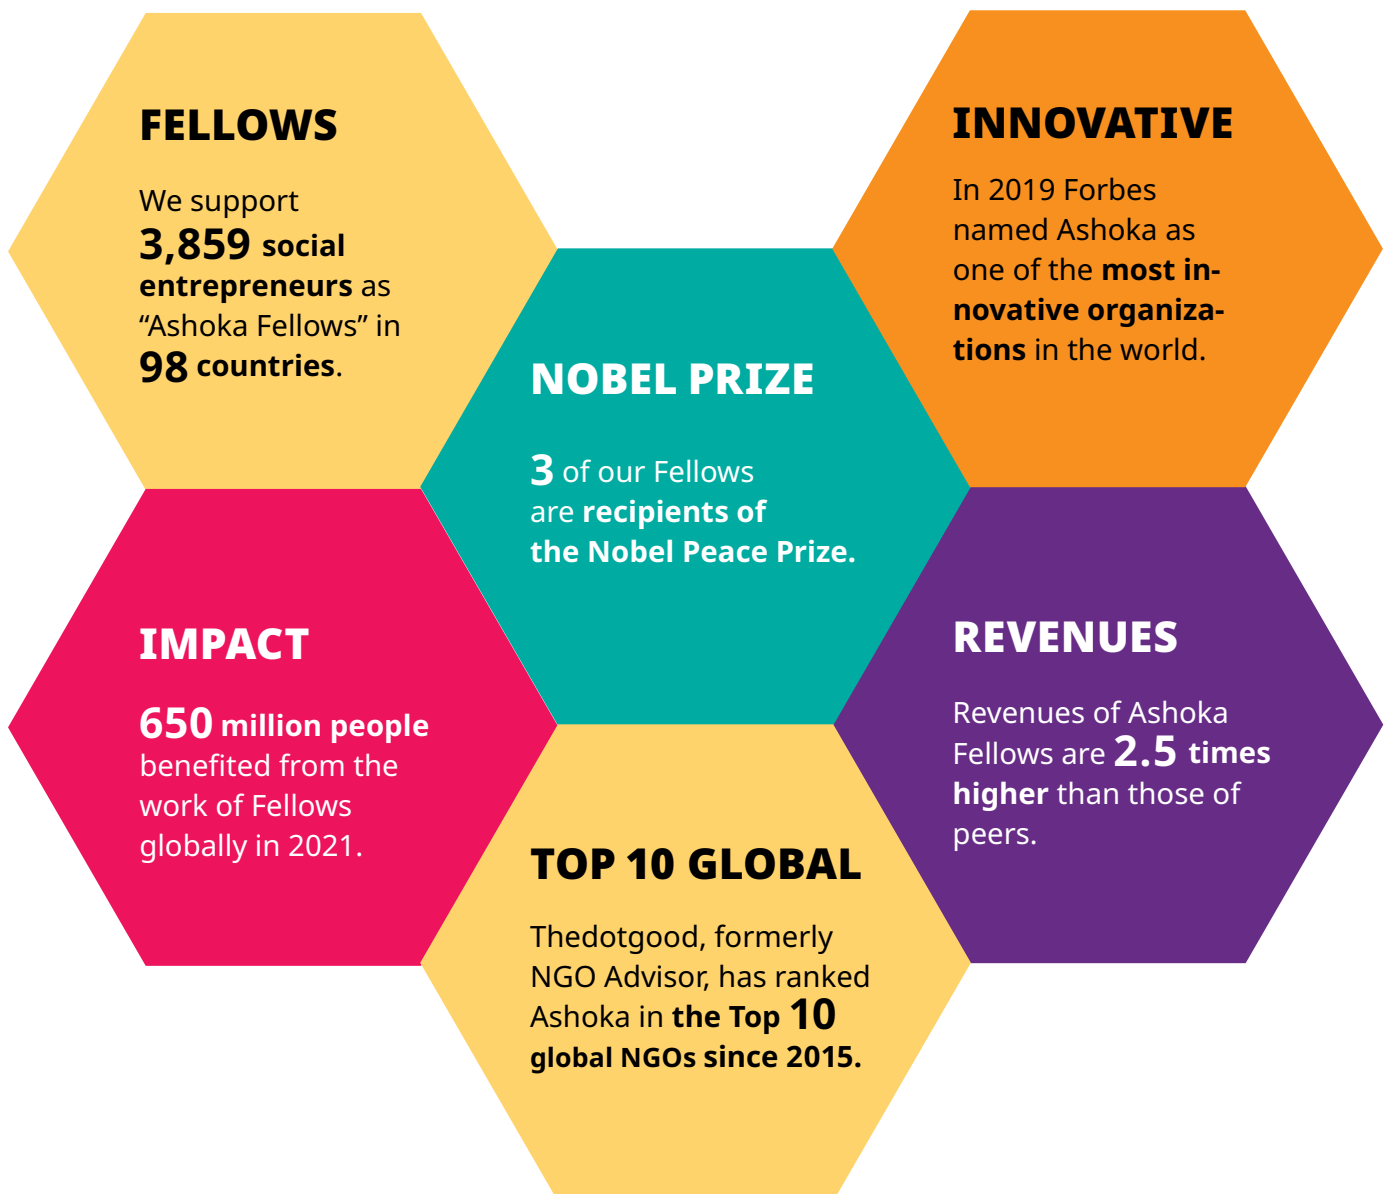 FELLOWS
We support
3,859 social
entrepreneurs as
“Ashoka Fellows” in
98 countries.
INNOVATIVE
In 2019 Forbes
named Ashoka as
one of the most in-
novative organiza-
tions in the world.
NOBEL PRIZE
3 of our Fellows
are recipients of
the Nobel Peace Prize.
IMPACT
650 million people
benefited from the
work of Fellows
globally in 2021.
REVENUES
Revenues of Ashoka
Fellows are 2.5 times
higher than those of
peers.
TOP 10 GLOBAL
Thedotgood, formerly
NGO Advisor, has ranked
Ashoka in the Top 10
global NGOs since 2015.